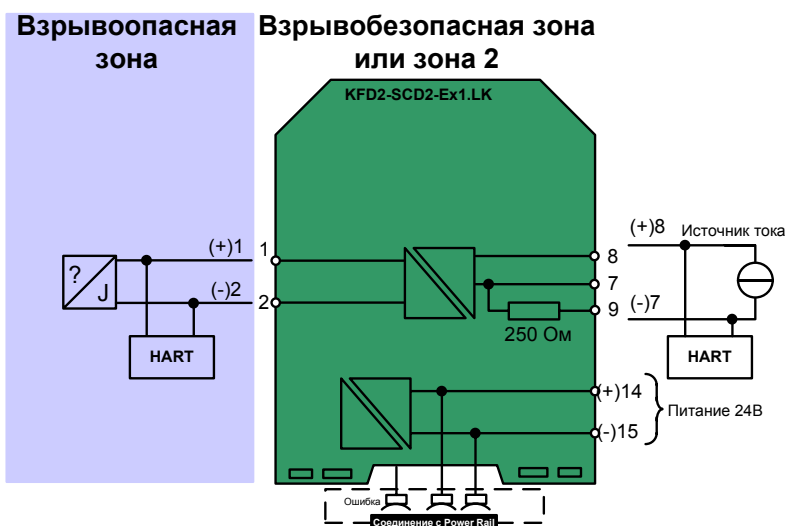 Взрывоопасная
зона
Взрывобезопасная зона
или зона 2
KFD2-SCD2-Ex1.LK
(+)1
1
?
J
(-)2
2
HART
8
7
9
250 Ом
(+)8
Источник тока
(-)7
HART
(+)14
(-)15
Питание 24В
Ошибка
Соединение с Power Rail